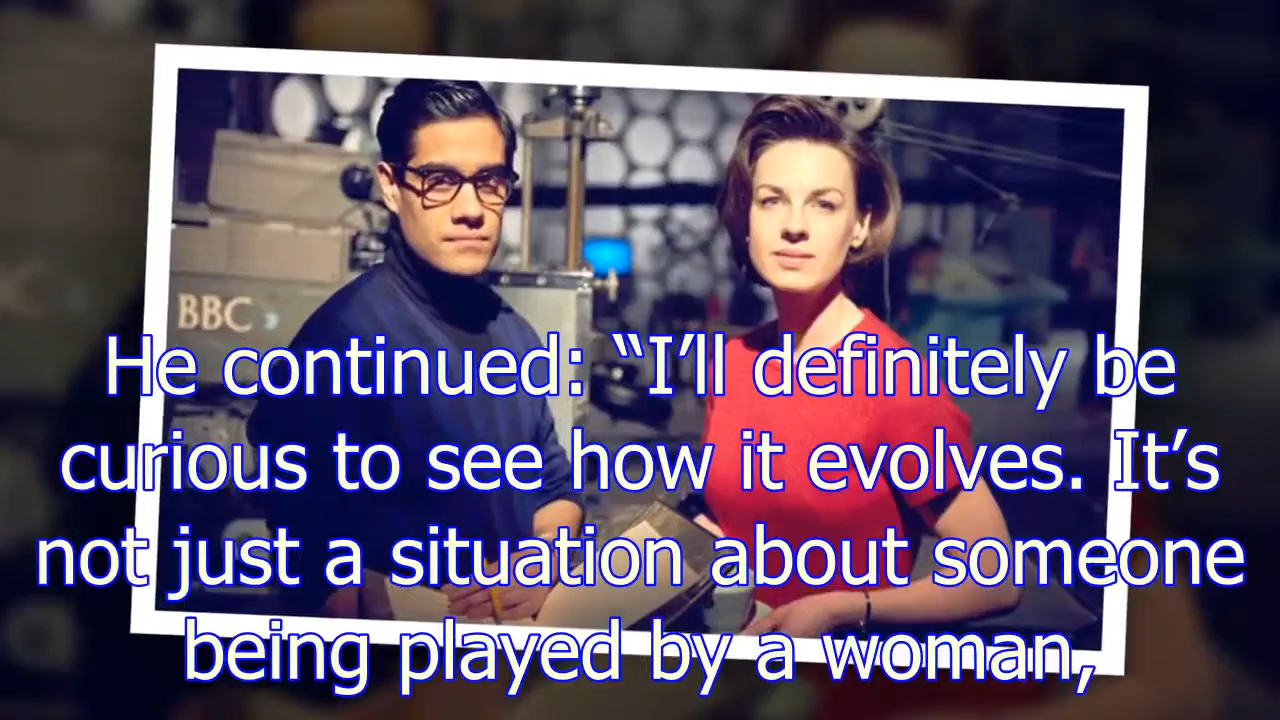 BBC
He continued: “I’ll definitely be
curious to see how it evolves. It’s
not just a situation about someone
being played by a woman,